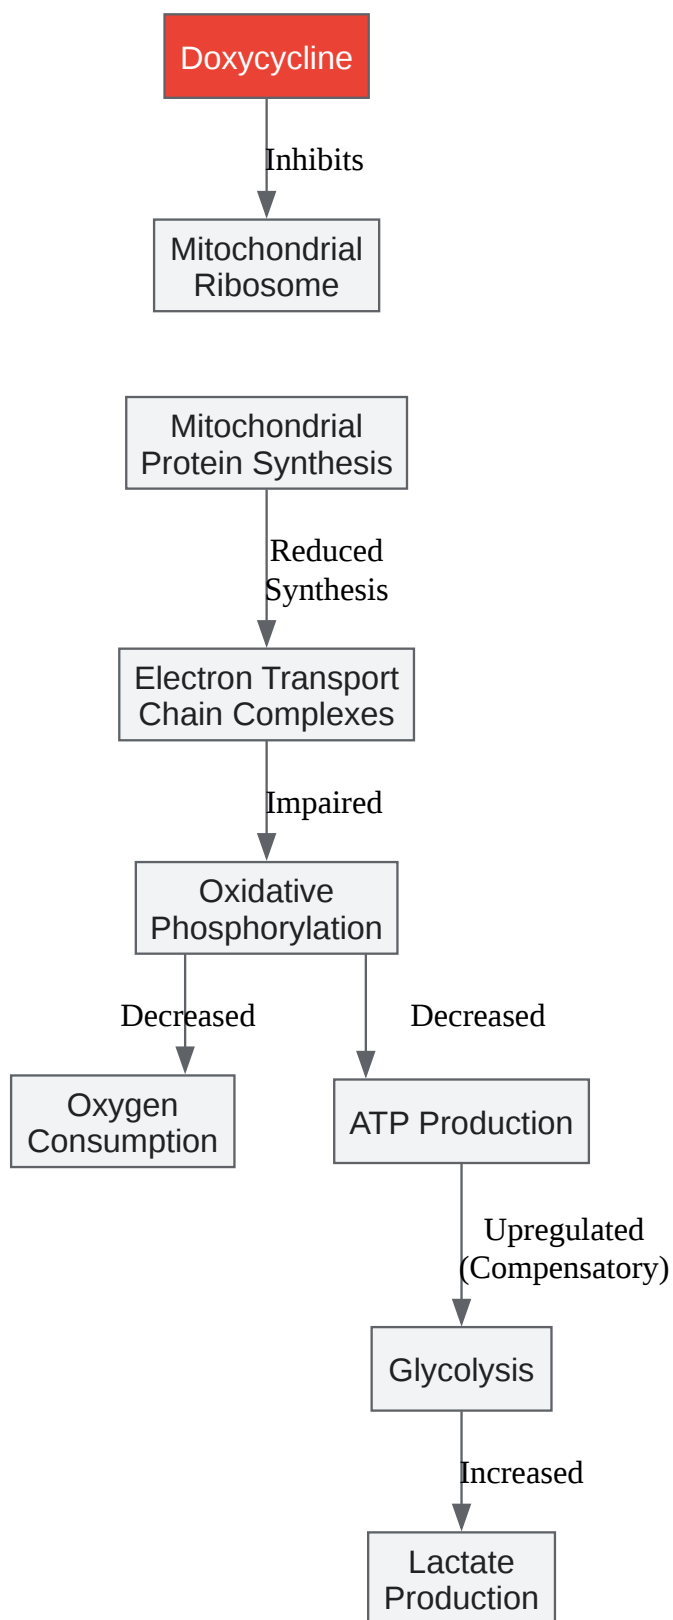 Doxycycline
Inhibits
Mitochondrial
Ribosome
Mitochondrial
Protein Synthesis
Reduced
Synthesis
Electron Transport
Chain Complexes
Impaired
Oxidative
Phosphorylation
Decreased
Decreased
Oxygen
Consumption
ATP Production
Upregulated
(Compensatory)
Glycolysis
Increased
Lactate
Production